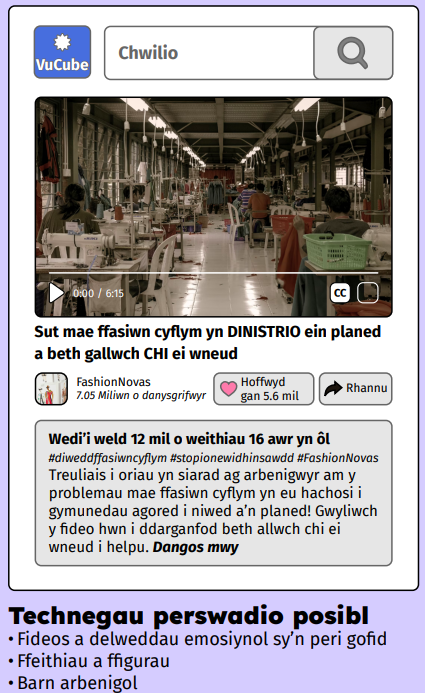 VuCube
Chwilio
0:00 / 6:15
CC
Sut mae ffasiwn cyflym yn DINISTRIO ein planed
a beth gallwch CHI ei wneud
FashionNovas
7.05 Miliwn o danysgrifwyr
Hoffwyd
gan 5.6 mil
Rhannu
Wedi’i weld 12 mil o weithiau 16 awr yn ôl
#diweddffasiwncyflym #stopionewidhinsawdd #FashionNovas
Treuliais i oriau yn siarad ag arbenigwyr am y
problemau mae ffasiwn cyflym yn eu hachosi i
gymunedau agored i niwed a’n planed! Gwyliwch
y fideo hwn i ddarganfod beth allwch chi ei
wneud i helpu. Dangos mwy
Technegau perswadio posibl
• Fideos a delweddau emosiynol sy’n peri gofid
• Ffeithiau a ffigurau
• Barn arbenigol